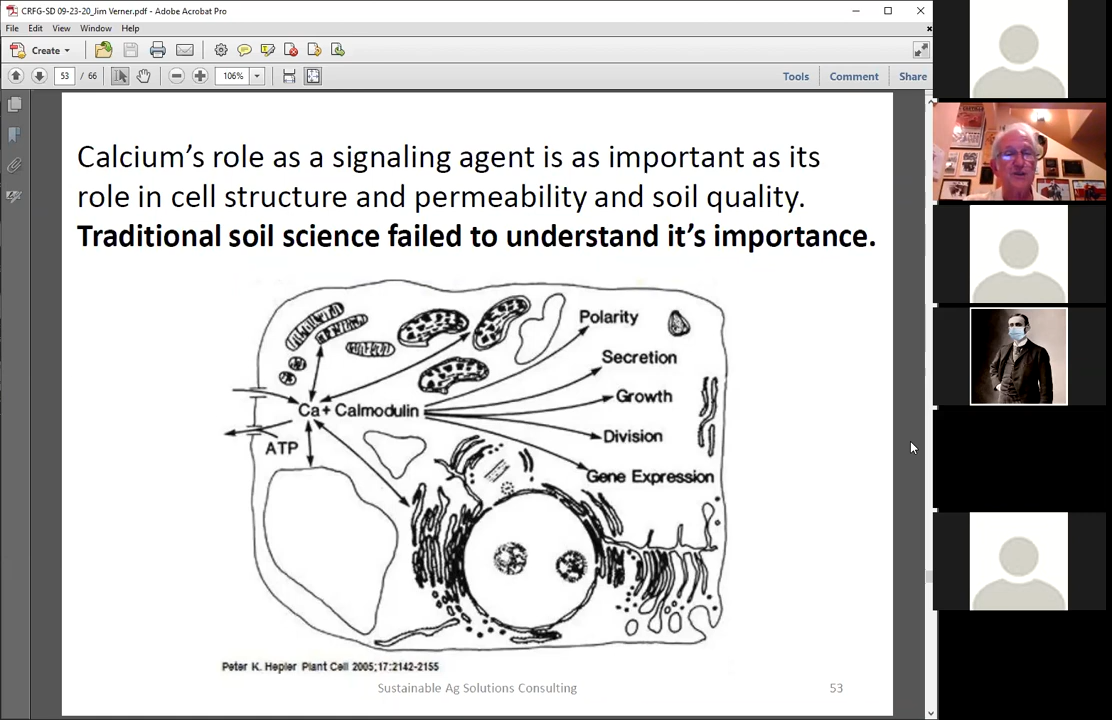 CRFG-SD 09-23-20_Jim Verner.pdf - Adobe Acrobat Pro
File Edit View Window Help
Create
53 / 66
106%
Tools Comment Share
Calcium's role as a signaling agent is as important as its
role in cell structure and permeability and soil quality.
Traditional soil science failed to understand it's importance.
Polarity
Secretion
Growth
Ca+ Calmodulin
Division
ATP
Gene Expression
Peter K. Hepler Plant Cell 2005;17:2142-2155
Sustainable Ag Solutions Consulting 53